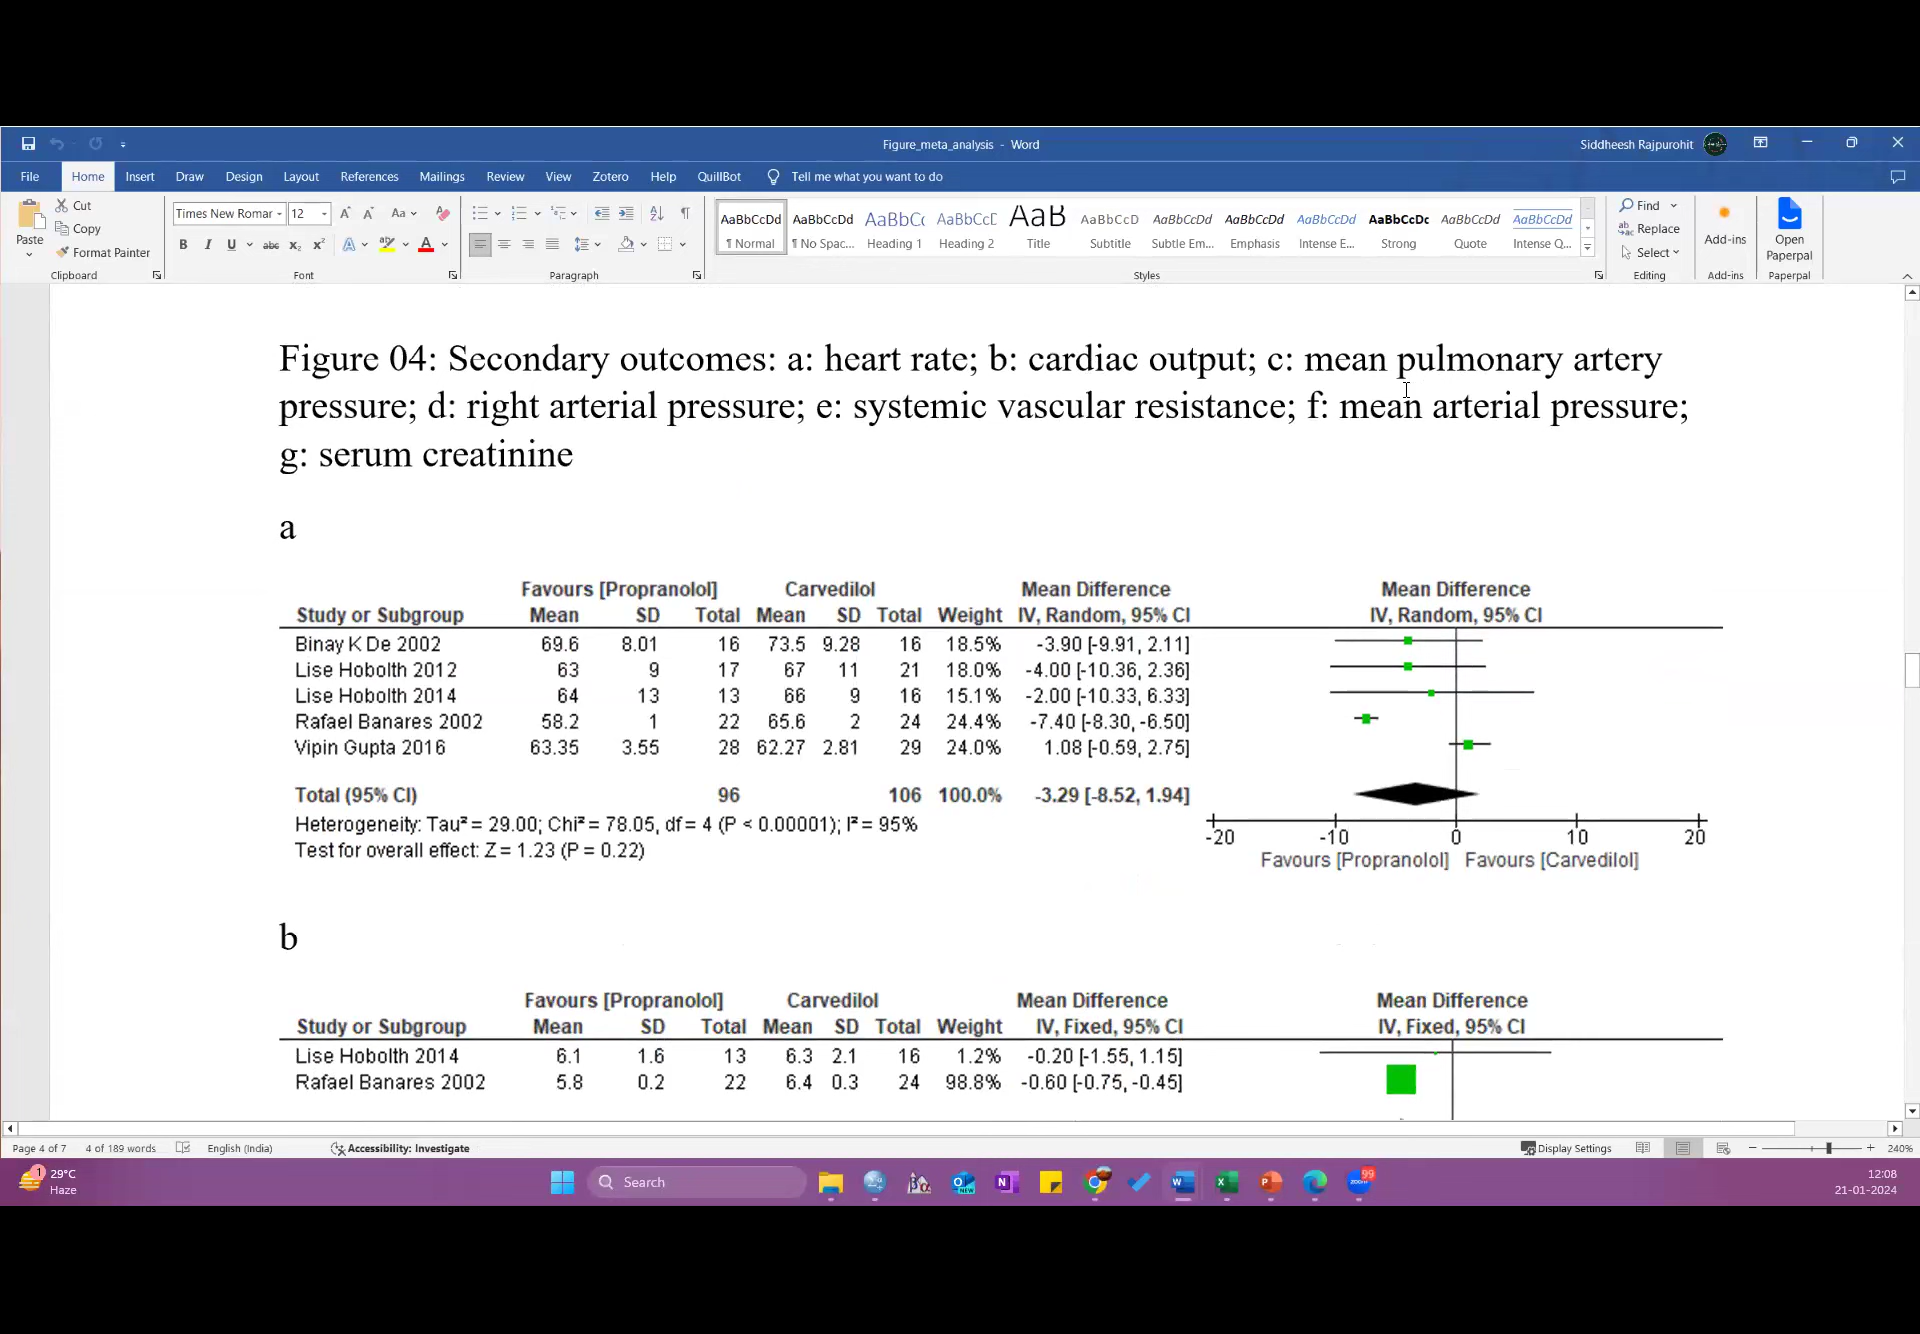 Figure_meta_analysis - Word
Siddheesh Rajpurohit
File Home Insert Draw Design Layout References Mailings Review View Zotero Help QuillBot Tell me what you want to do
Paste
Cut
Copy
Format Painter
Clipboard
Times New Romar 12
Font
Paragraph
AaBbCcDd AaBbCcDd AaBbC( AaBbCcC AaB AaBbCcD AaBbCcDd AaBbCcDd AaBbCcDd AaBbCcDc AaBbCcDd AaBbCcDd
¶ Normal ¶ No Spac... Heading 1 Heading 2 Title Subtitle Subtle Em... Emphasis Intense E... Strong Quote Intense Q...
Styles
Find
Replace
Select
Editing
Add-ins
Add-ins
Open
Paperpal
Paperpal
Figure 04: Secondary outcomes: a: heart rate; b: cardiac output; c: mean pulmonary artery
pressure; d: right arterial pressure; e: systemic vascular resistance; f: mean arterial pressure;
g: serum creatinine
a
Favours [Propranolol] Carvedilol Mean Difference Mean Difference
Study or Subgroup Mean SD Total Mean SD Total Weight IV, Random, 95% CI IV, Random, 95% CI
Binay K De 2002 69.6 8.01 16 73.5 9.28 16 18.5% -3.90 [-9.91, 2.11]
Lise Hobolth 2012 63 9 17 67 11 21 18.0% -4.00 [-10.36, 2.36]
Lise Hobolth 2014 64 13 13 66 9 16 15.1% -2.00 [-10.33, 6.33]
Rafael Banares 2002 58.2 1 22 65.6 2 24 24.4% -7.40 [-8.30, -6.50]
Vipin Gupta 2016 63.35 3.55 28 62.27 2.81 29 24.0% 1.08 [-0.59, 2.75]
Total (95% CI) 96 106 100.0% -3.29 [-8.52, 1.94]
Heterogeneity: Tau² = 29.00; Chi² = 78.05, df = 4 (P < 0.00001); I² = 95%
Test for overall effect: Z = 1.23 (P = 0.22)
-20 -10 0 10 20
Favours [Propranolol] Favours [Carvedilol]
b
Favours [Propranolol] Carvedilol Mean Difference Mean Difference
Study or Subgroup Mean SD Total Mean SD Total Weight IV, Fixed, 95% CI IV, Fixed, 95% CI
Lise Hobolth 2014 6.1 1.6 13 6.3 2.1 16 1.2% -0.20 [-1.55, 1.15]
Rafael Banares 2002 5.8 0.2 22 6.4 0.3 24 98.8% -0.60 [-0.75, -0.45]
Page 4 of 7 4 of 189 words English (India) Accessibility: Investigate Display Settings 240%
29°C
Haze
Search
12:08
21-01-2024